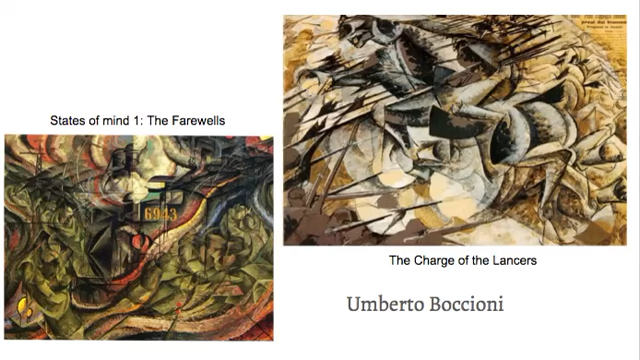 States of mind 1: The Farewells
6943
The Charge of the Lancers
Umberto Boccioni